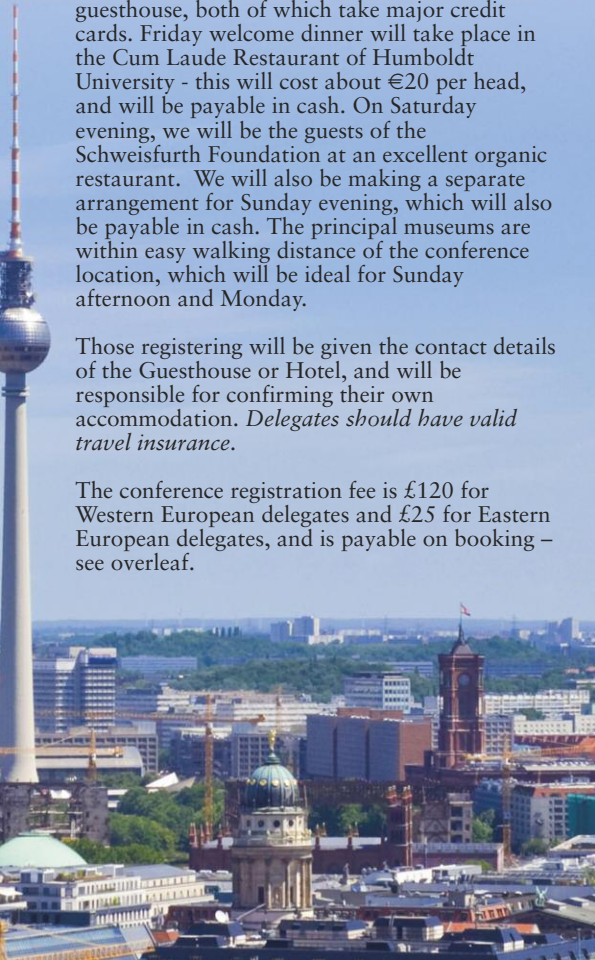 guesthouse, both of which take major credit
cards. Friday welcome dinner will take place in
the Cum Laude Restaurant of Humboldt
University - this will cost about €20 per head,
and will be payable in cash. On Saturday
evening, we will be the guests of the
Schweisfurth Foundation at an excellent organic
restaurant.  We will also be making a separate
arrangement for Sunday evening, which will also
be payable in cash. The principal museums are
within easy walking distance of the conference
location, which will be ideal for Sunday
afternoon and Monday.
Those registering will be given the contact details
of the Guesthouse or Hotel, and will be
responsible for confirming their own
accommodation. Delegates should have valid
travel insurance.
The conference registration fee is £120 for
Western European delegates and £25 for Eastern
European delegates, and is payable on booking –
see overleaf.